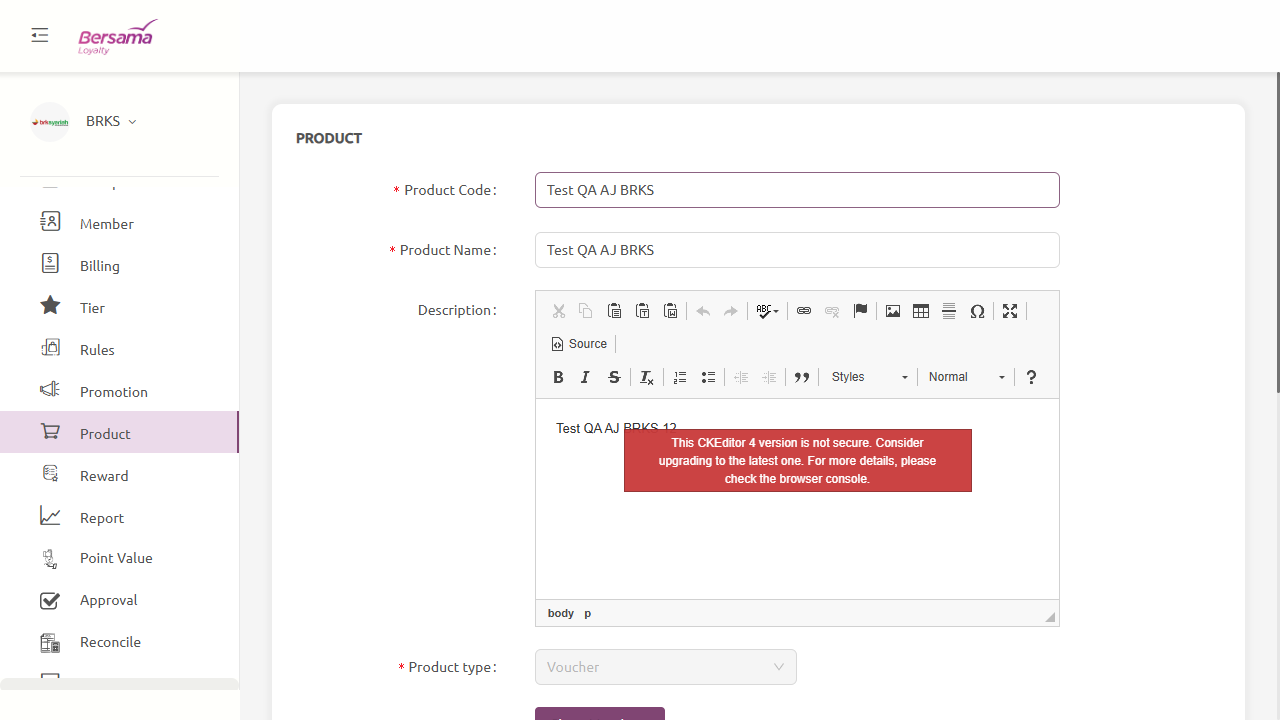 Bersama
Loyalty
brksyariah
BRKS
Member
Billing
Tier
Rules
Promotion
Product
Reward
Report
Point Value
Approval
Reconcile
PRODUCT
* Product Code:
Test QA AJ BRKS
* Product Name:
Test QA AJ BRKS
Description:
ABC
Source
Styles
Normal
?
Test QA AJ BRKS 12
This CKEditor 4 version is not secure. Consider
upgrading to the latest one. For more details, please
check the browser console.
body p
* Product type:
Voucher